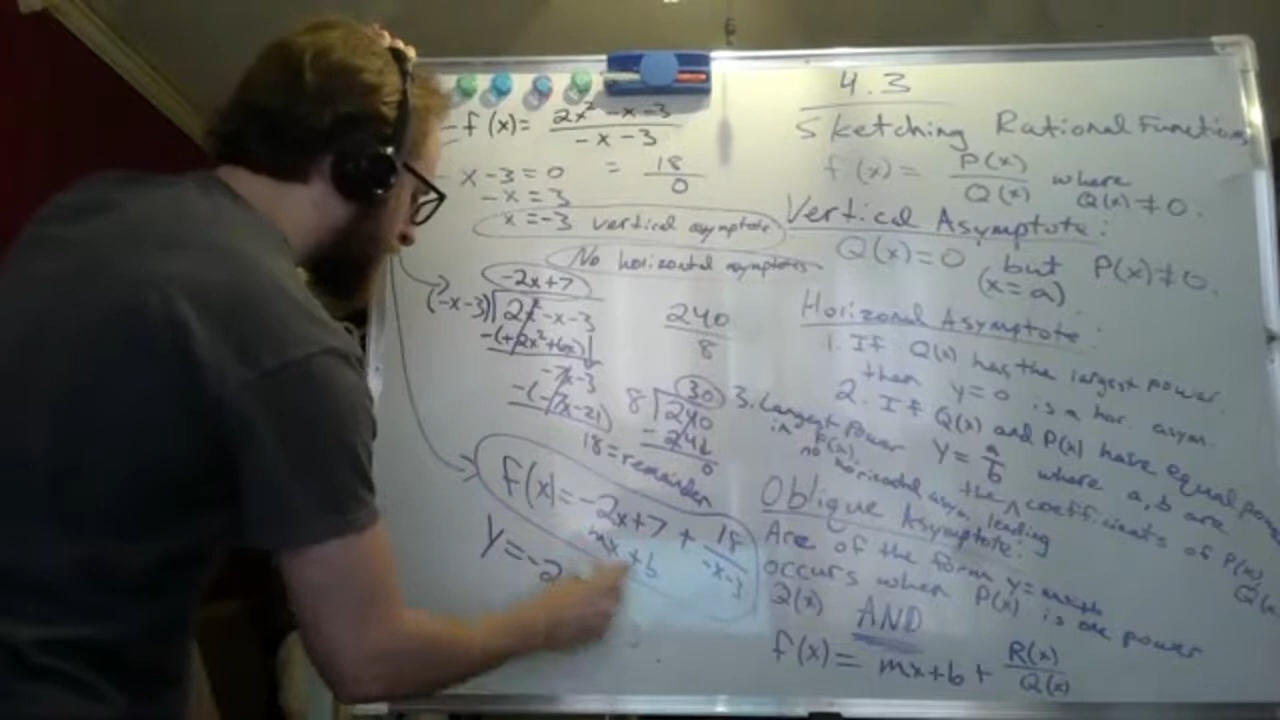 f(x) = (2x² - x - 3)/(-x - 3)
x - 3 = 0 = 18/0
-x = 3
x = -3 vertical asymptote
No horizontal asymptotes
-2x+7
(-x-3) 2x² - x - 3
-(+2x²+6x)
-7x-3
-(-7x-21)
18 = remainder
240/8
30
8 240
- 24
0
f(x) = -2x+7 + 18/(-x-3)
mx + b
y = -2
4.3
Sketching Rational Functions
f(x) = P(x)/Q(x) where Q(x) ≠ 0.
Vertical Asymptote:
Q(x) = 0 but P(x) ≠ 0.
(x = a)
Horizonal Asymptote:
1. If Q(x) has the largest power.
then y = 0 is a hor. asym.
2. If Q(x) and P(x) have equal power
y = a/b where a, b are
the leading coefficients of P(x)
Q(x)
3. Largest power
in P(x)
no horizontal asym.
Oblique Asymptote:
Are of the form y = mx+b
occurs when P(x) is one power
Q(x) AND
f(x) = mx+b + R(x)/Q(x)